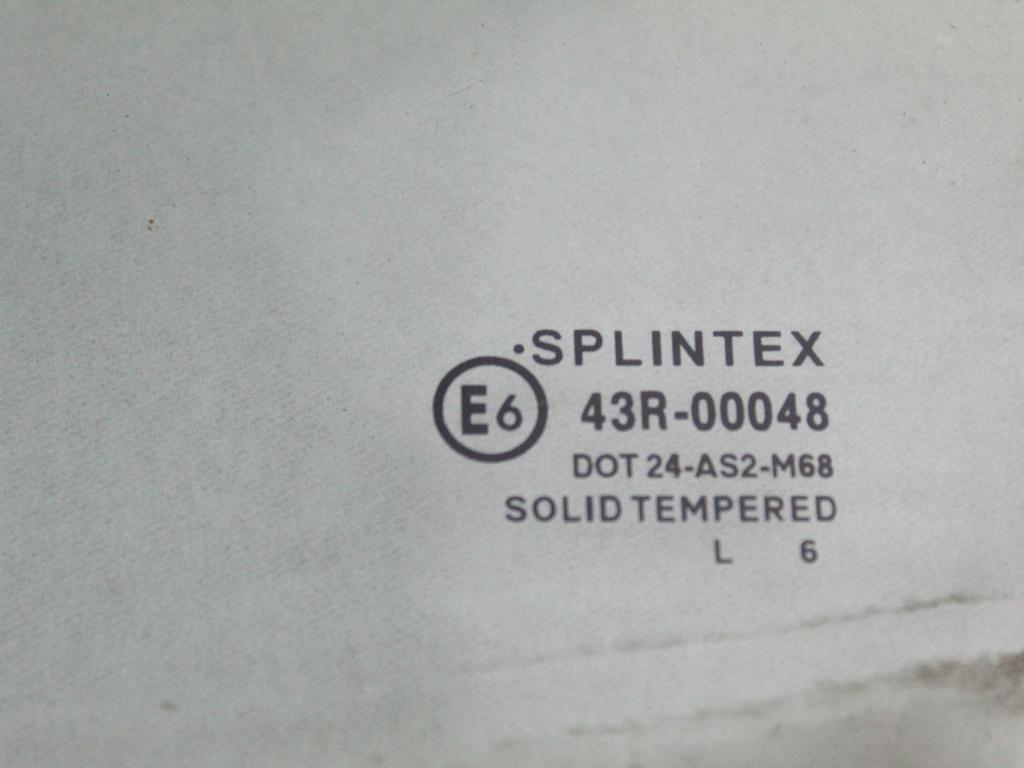 ·SPLINTEX
E6 43R-00048
DOT 24-AS2-M68
SOLID TEMPERED
L 6